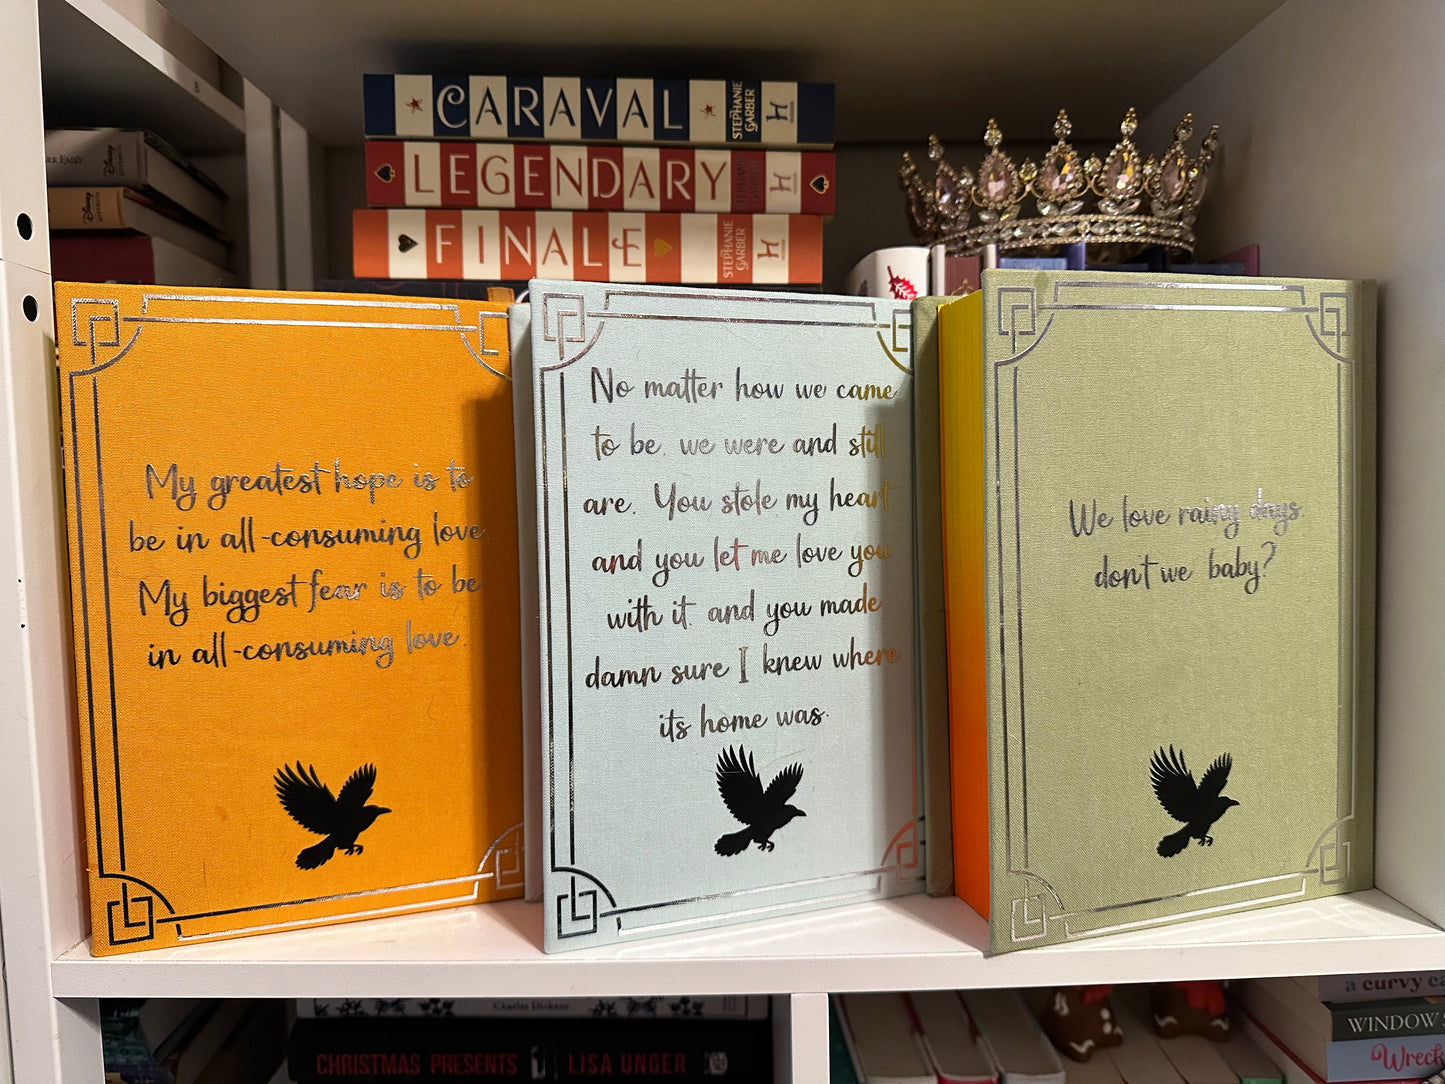 CARAVAL STEPHANIE GARBER
LEGENDARY
FINALE STEPHANIE GARBER
Disney
Disney
My greatest hope is to
be in all-consuming love
My biggest fear is to be
in all-consuming love.
No matter how we came
to be, we were and still
are. You stole my heart
and you let me love you
with it, and you made
damn sure I knew where
its home was.
We love rainy days,
don't we baby?
Charles Dickens
CHRISTMAS PRESENTS LISA UNGER
a curvy
WINDOW
Wreck